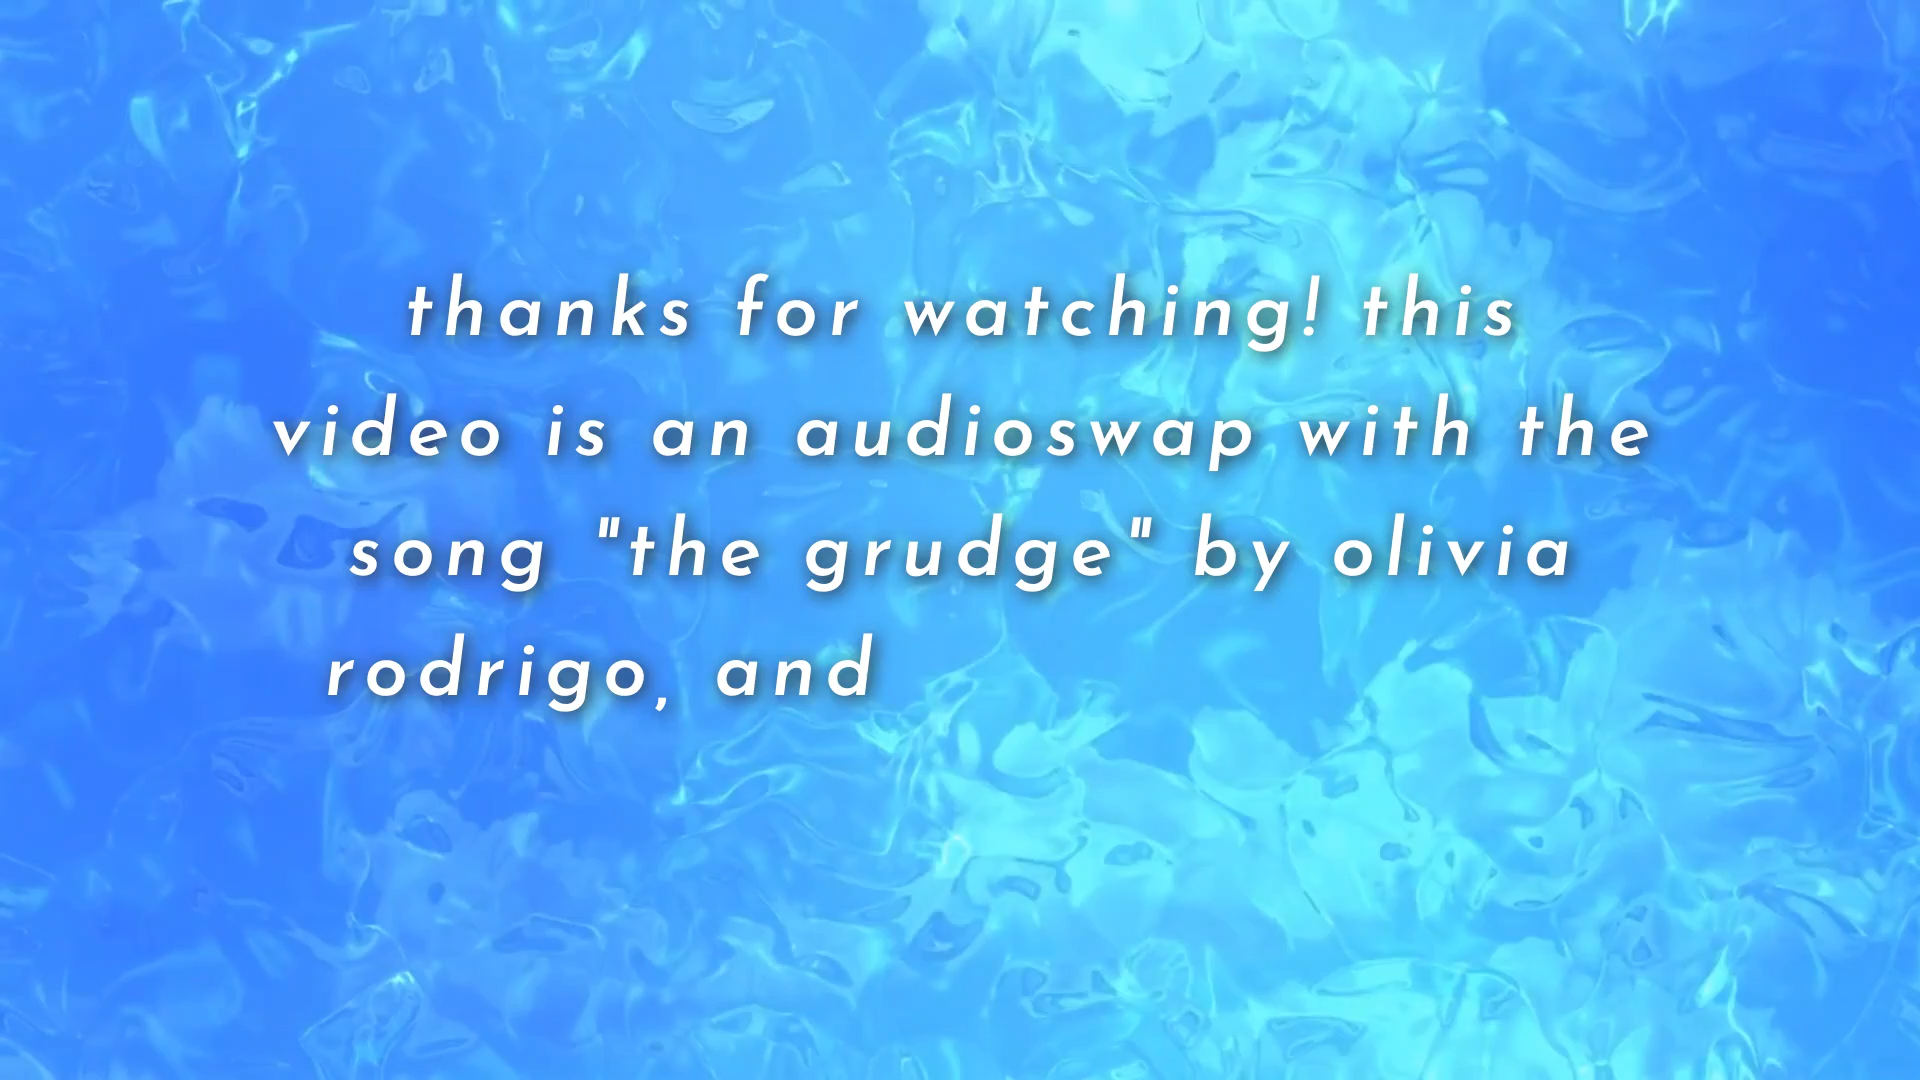 thanks for watching! this
video is an audioswap with the
song "the grudge" by olivia
rodrigo, and